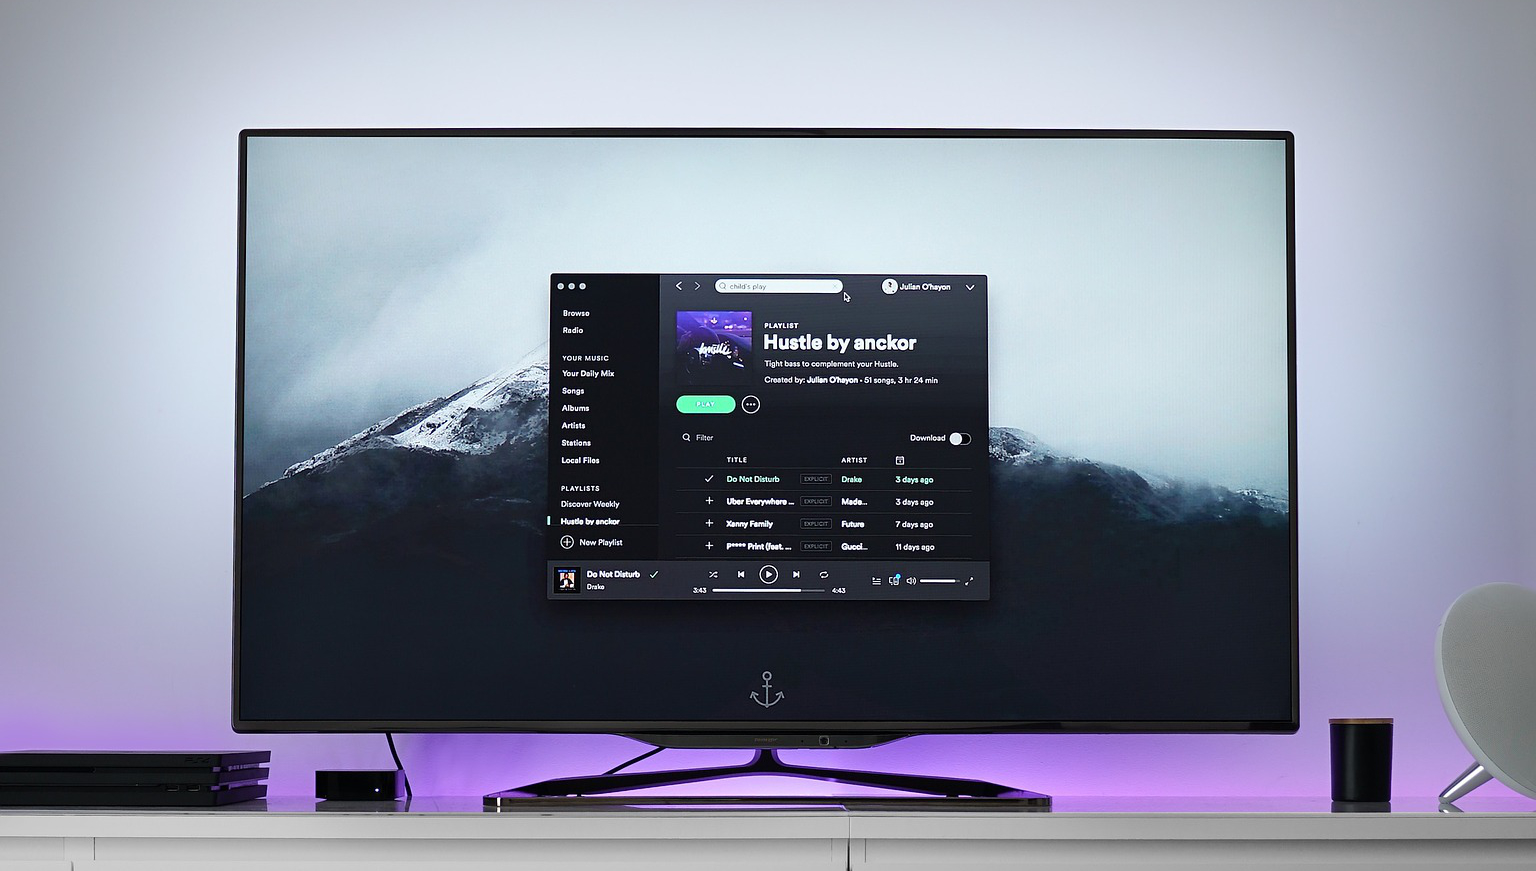 child's play
Julian O'hayon
Browse
Radio
YOUR MUSIC
Your Daily Mix
Songs
Albums
Artists
Stations
Local Files
PLAYLISTS
Discover Weekly
Hustle by anckor
New Playlist
hustle
PLAYLIST
Hustle by anckor
Tight bass to complement your Hustle.
Created by: Julian O'hayon • 51 songs, 3 hr 24 min
PLAY
Filter
Download
TITLE ARTIST
Do Not Disturb EXPLICIT Drake 3 days ago
Uber Everywhere ... EXPLICIT Made... 3 days ago
Xanny Family EXPLICIT Future 7 days ago
P**** Print (feat. ... EXPLICIT Gucci... 11 days ago
Do Not Disturb
Drake
3:43 4:43